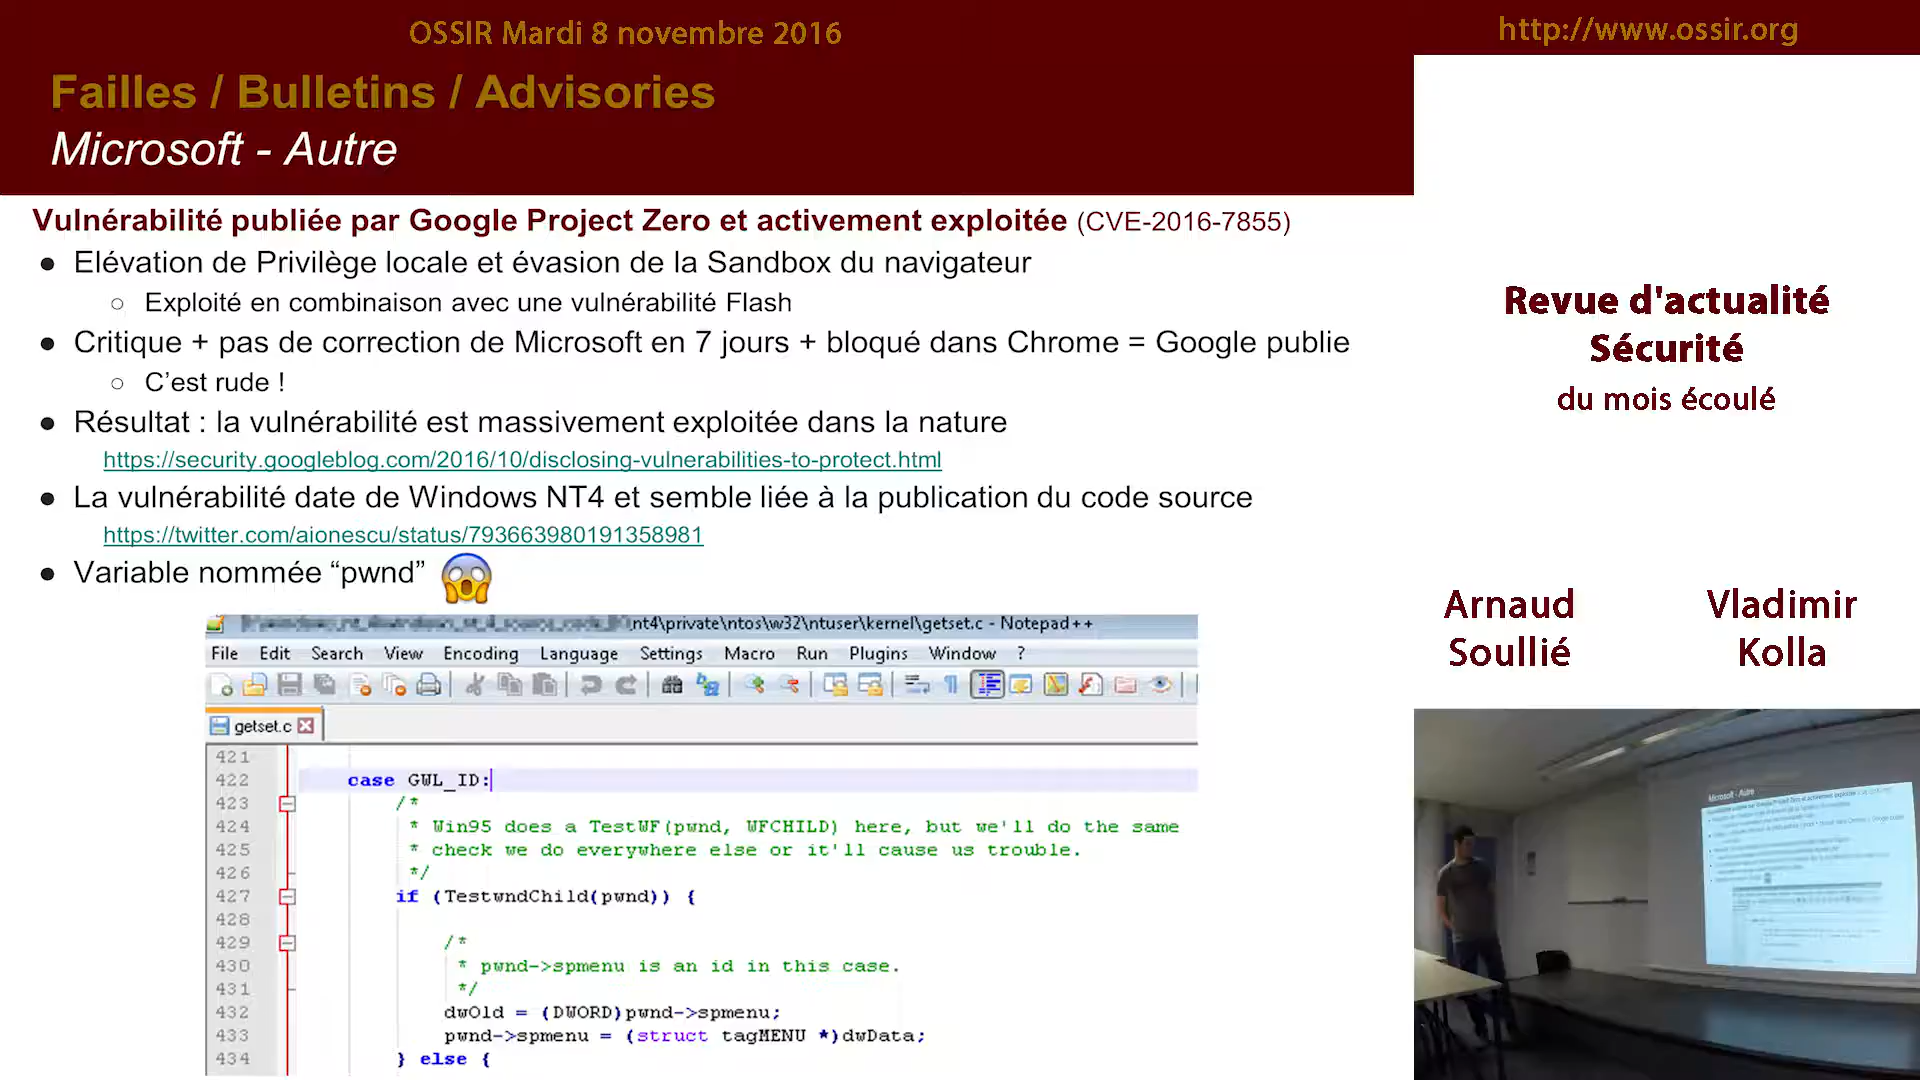 OSSIR Mardi 8 novembre 2016
http://www.ossir.org
Failles / Bulletins / Advisories
Microsoft - Autre
Vulnérabilité publiée par Google Project Zero et activement exploitée (CVE-2016-7855)
● Elévation de Privilège locale et évasion de la Sandbox du navigateur
○ Exploité en combinaison avec une vulnérabilité Flash
● Critique + pas de correction de Microsoft en 7 jours + bloqué dans Chrome = Google publie
○ C’est rude !
● Résultat : la vulnérabilité est massivement exploitée dans la nature
https://security.googleblog.com/2016/10/disclosing-vulnerabilities-to-protect.html
● La vulnérabilité date de Windows NT4 et semble liée à la publication du code source
https://twitter.com/aionescu/status/793663980191358981
● Variable nommée “pwnd”
nt4\private\ntos\w32\ntuser\kernel\getset.c - Notepad++
File Edit Search View Encoding Language Settings Macro Run Plugins Window ?
getset.c
421
422 case GWL_ID:
423 /*
424 * Win95 does a TestWF(pwnd, WFCHILD) here, but we'll do the same
425 * check we do everywhere else or it'll cause us trouble.
426 */
427 if (TestwndChild(pwnd)) {
428
429 /*
430 * pwnd->spmenu is an id in this case.
431 */
432 dwOld = (DWORD)pwnd->spmenu;
433 pwnd->spmenu = (struct tagMENU *)dwData;
434 } else {
Revue d'actualité
Sécurité
du mois écoulé
Arnaud
Soullié
Vladimir
Kolla
Microsoft - Autre